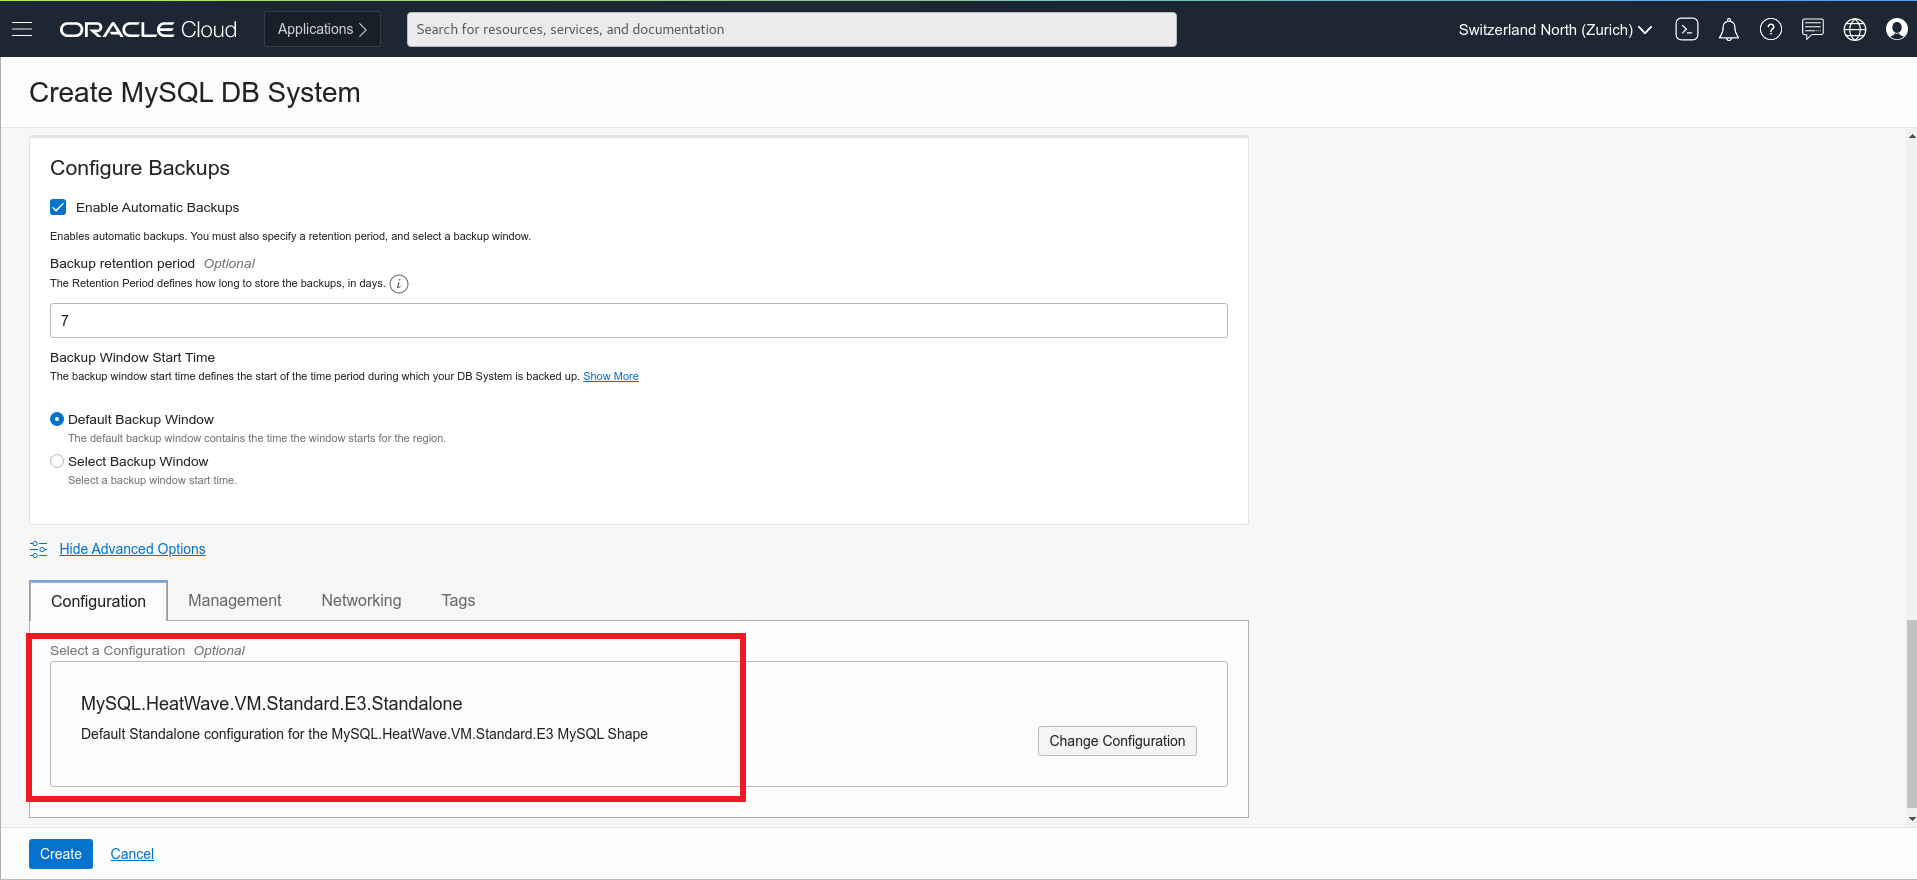 ORACLE Cloud
Applications
Search for resources, services, and documentation
Switzerland North (Zurich)
Create MySQL DB System
Configure Backups
Enable Automatic Backups
Enables automatic backups. You must also specify a retention period, and select a backup window.
Backup retention period Optional
The Retention Period defines how long to store the backups, in days.
7
Backup Window Start Time
The backup window start time defines the start of the time period during which your DB System is backed up. Show More
Default Backup Window
The default backup window contains the time the window starts for the region.
Select Backup Window
Select a backup window start time.
Hide Advanced Options
Configuration Management Networking Tags
Select a Configuration Optional
MySQL.HeatWave.VM.Standard.E3.Standalone
Default Standalone configuration for the MySQL.HeatWave.VM.Standard.E3 MySQL Shape
Change Configuration
Create Cancel